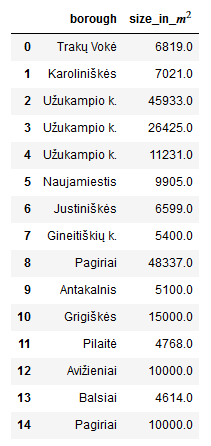 borough size_in_m²
0 Trakų Vokė 6819.0
1 Karoliniškės 7021.0
2 Užukampio k. 45933.0
3 Užukampio k. 26425.0
4 Užukampio k. 11231.0
5 Naujamiestis 9905.0
6 Justiniškės 6599.0
7 Gineitiškių k. 5400.0
8 Pagiriai 48337.0
9 Antakalnis 5100.0
10 Grigiškės 15000.0
11 Pilaitė 4768.0
12 Avižieniai 10000.0
13 Balsiai 4614.0
14 Pagiriai 10000.0